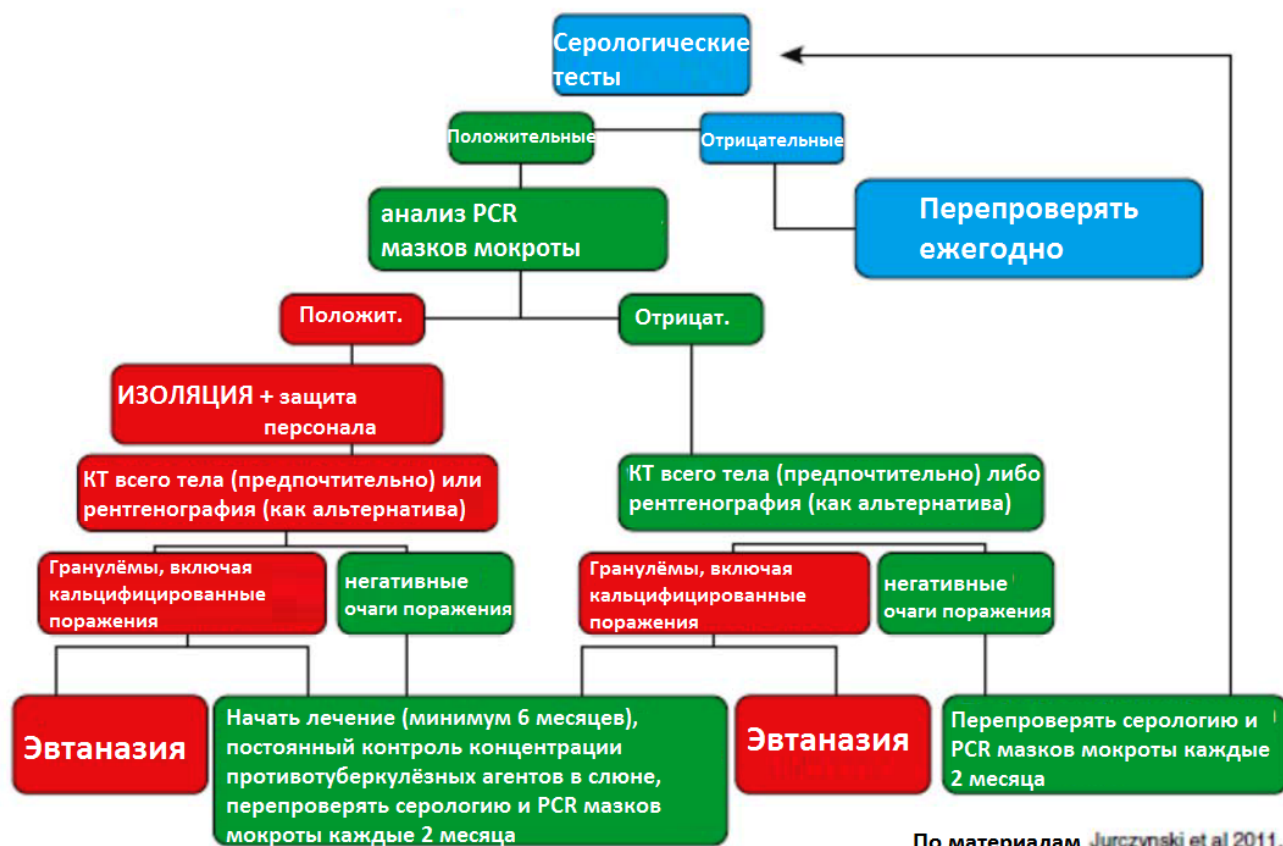 Серологические
тесты
Положительные
Отрицательные
анализ PCR
мазков мокроты
Перепроверять
ежегодно
Положит.
Отрицат.
ИЗОЛЯЦИЯ + защита
персонала
КТ всего тела (предпочтительно) или
рентгенография (как альтернатива)
КТ всего тела (предпочтительно) либо
рентгенография (как альтернатива)
Гранулёмы, включая
кальцифицированные
поражения
негативные
очаги поражения
Гранулёмы, включая
кальцифицированные
поражения
негативные
очаги поражения
Эвтаназия
Начать лечение (минимум 6 месяцев),
постоянный контроль концентрации
противотуберкулёзных агентов в слюне,
перепроверять серологию и PCR мазков
мокроты каждые 2 месяца
Эвтаназия
Перепроверять серологию и
PCR мазков мокроты каждые
2 месяца
По материалам Jurczynski et al 2011.